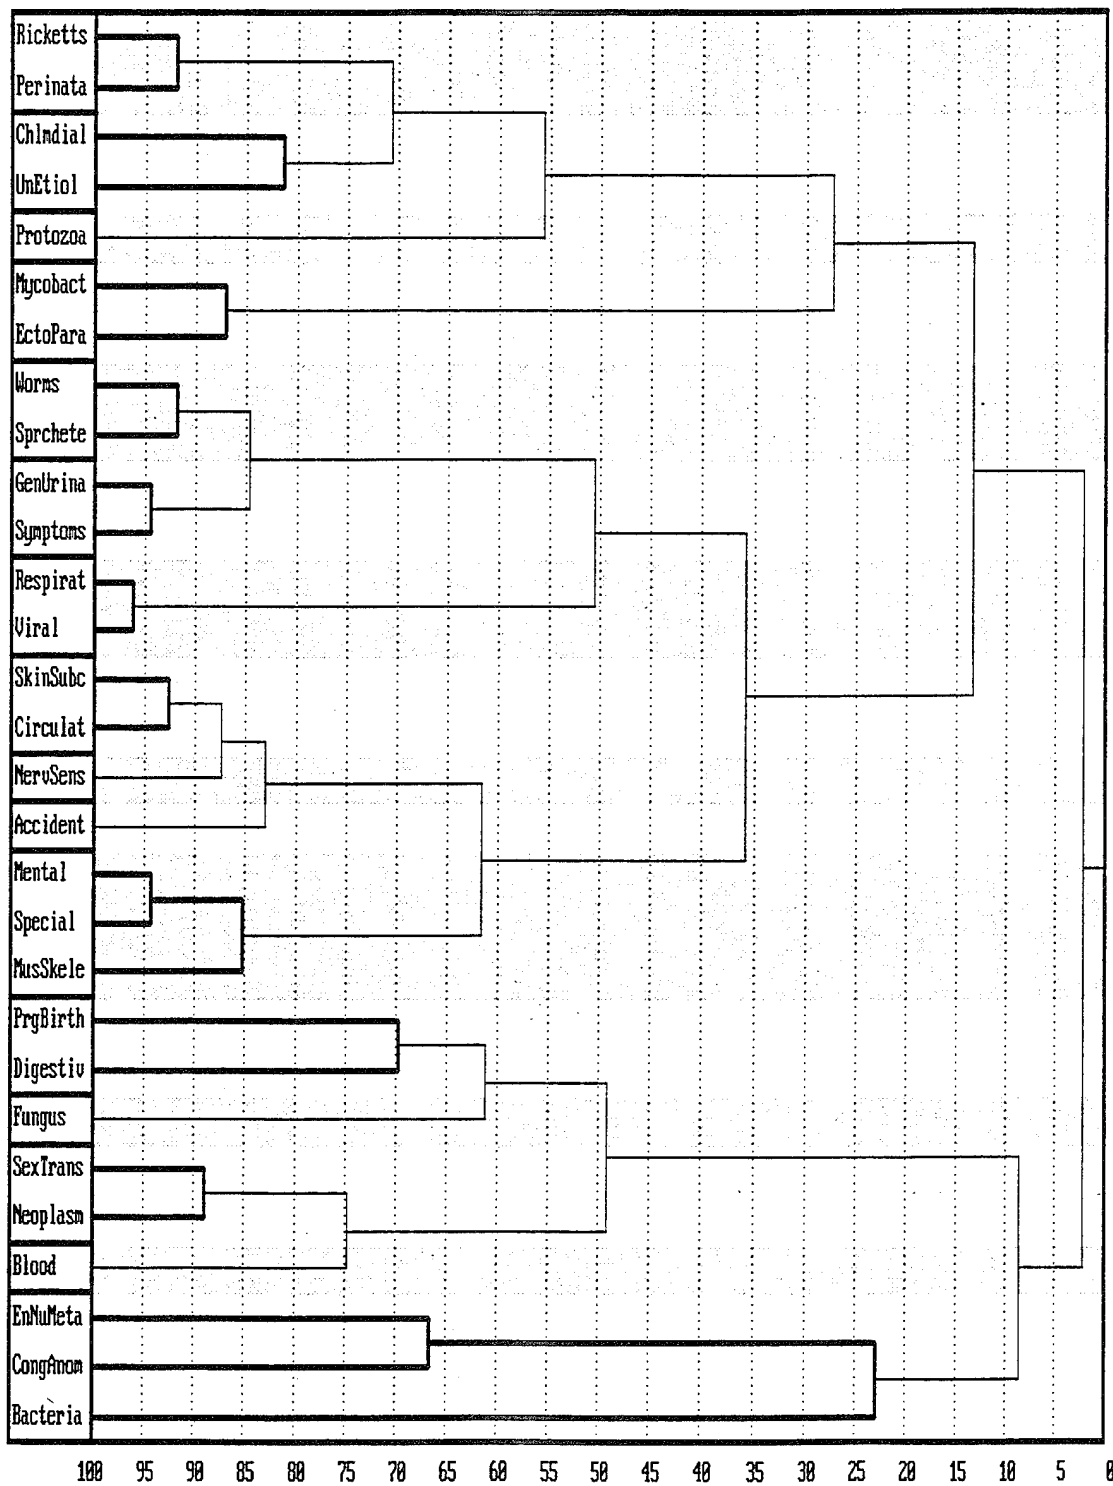 Ricketts
Perinata
Chlmdial
UnEtiol
Protozoa
Mycobact
EctoPara
Worms
Sprchete
GenUrina
Symptoms
Respirat
Viral
SkinSubc
Circulat
NervSens
Accident
Mental
Special
MusSkele
PrgBirth
Digestiv
Fungus
SexTrans
Neoplasm
Blood
EnNuMeta
CongAnom
Bacteria
100 95 90 85 80 75 70 65 60 55 50 45 40 35 30 25 20 15 10 5 0